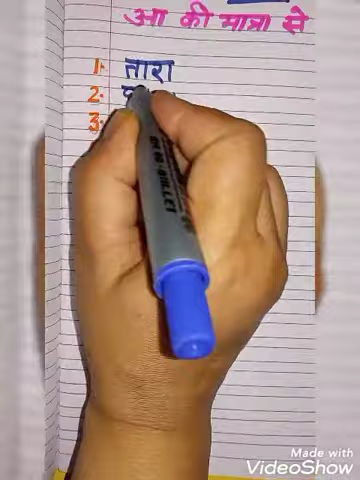 आ की मात्रा से
1. तारा
2.
3.
Made with
VideoShow